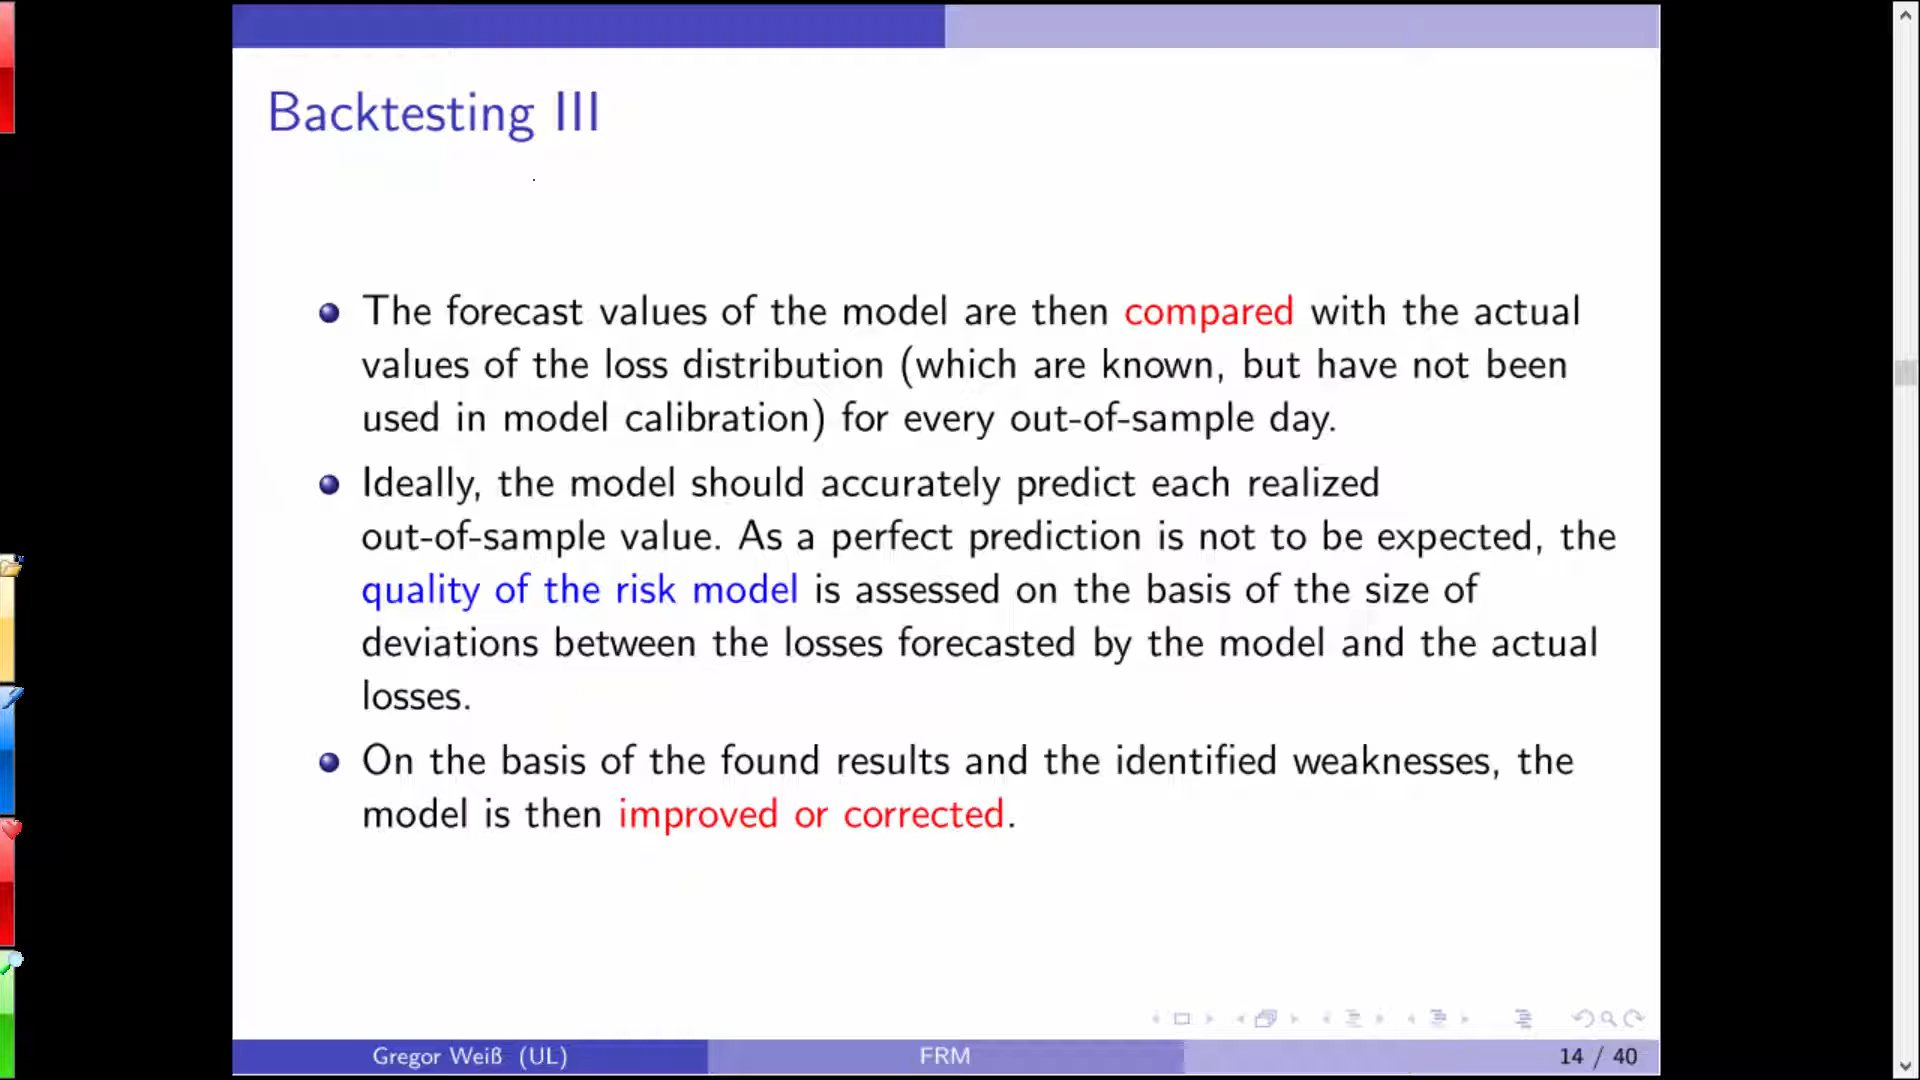 Backtesting III
The forecast values of the model are then compared with the actual
values of the loss distribution (which are known, but have not been
used in model calibration) for every out-of-sample day.
Ideally, the model should accurately predict each realized
out-of-sample value. As a perfect prediction is not to be expected, the
quality of the risk model is assessed on the basis of the size of
deviations between the losses forecasted by the model and the actual
losses.
On the basis of the found results and the identified weaknesses, the
model is then improved or corrected.
Gregor Weiß (UL) FRM 14 / 40